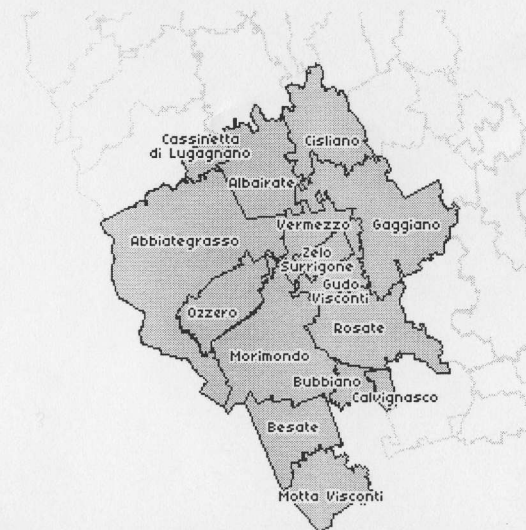 Cisliano
Cassinetta
di Lugagnano
Albairate
Vermezzo
Gaggiano
Abbiategrasso
Zelo
Surrigone
Gudo
Visconti
Ozzero
Rosate
Morimondo
Bubbiano
Calvignasco
Besate
Motta Visconti